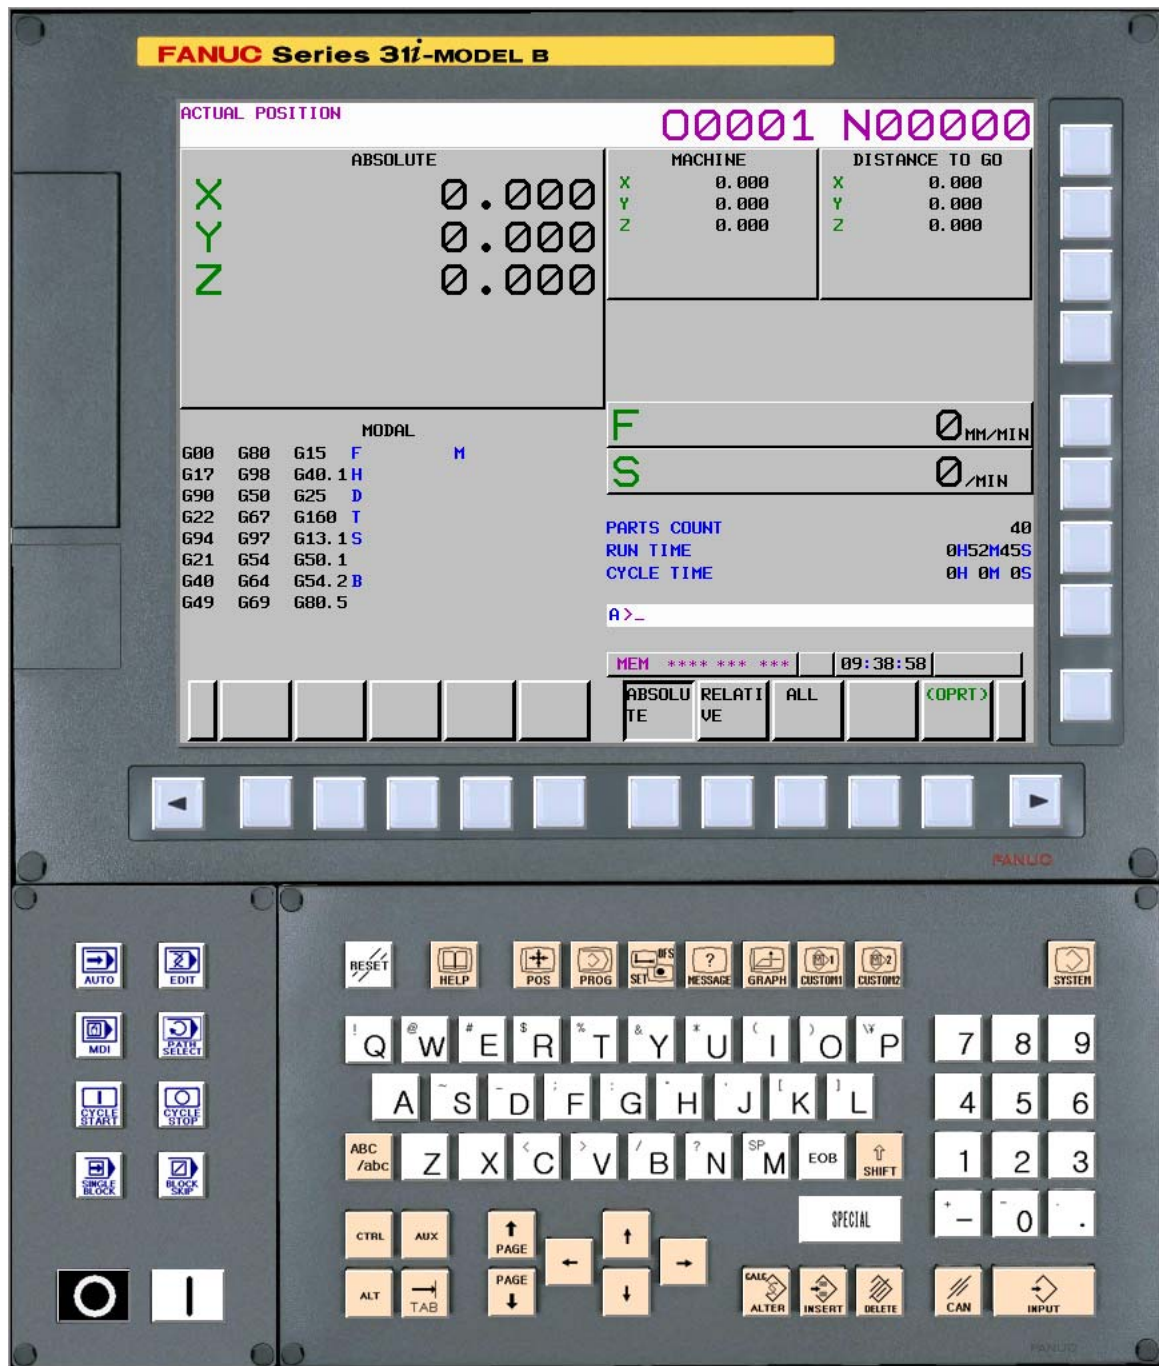 FANUC Series 31i-MODEL B
ACTUAL POSITION
O0001 N00000
ABSOLUTE
X 0.000
Y 0.000
Z 0.000
MACHINE
X 0.000
Y 0.000
Z 0.000
DISTANCE TO GO
X 0.000
Y 0.000
Z 0.000
MODAL
G00 G80 G15 F M
G17 G98 G40.1 H
G90 G50 G25 D
G22 G67 G160 T
G94 G97 G13.1 S
G21 G54 G50.1
G40 G64 G54.2 B
G49 G69 G80.5
F 0 MM/MIN
S 0 /MIN
PARTS COUNT 40
RUN TIME 0H52M45S
CYCLE TIME 0H 0M 0S
A>_
MEM **** *** *** 09:38:58
ABSOLU
TE
RELATI
VE
ALL
(OPRT)
FANUC
AUTO
EDIT
MDI
PATH
SELECT
CYCLE
START
CYCLE
STOP
SINGLE
BLOCK
BLOCK
SKIP
RESET
HELP
POS
PROG
OFS
SET
?
MESSAGE
GRAPH
1
CUSTOM1
2
CUSTOM2
SYSTEM
! Q @ W # E $ R % T & Y * U ( I ) O \¥ P 7 8 9
A ~ S - D ; F : G " H ' J [ K ] L 4 5 6
ABC
/abc
Z X < C > V / B ? N SP M EOB
SHIFT
1 2 3
SPECIAL
+ − ¯ 0 .
CTRL AUX
PAGE
ALT TAB
PAGE
CALC
ALTER
INSERT
DELETE
CAN
INPUT
FANUC